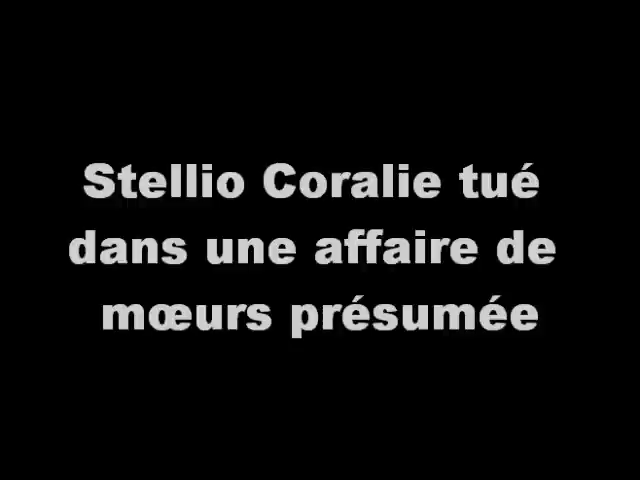 Stellio Coralie tué
dans une affaire de
mœurs présumée